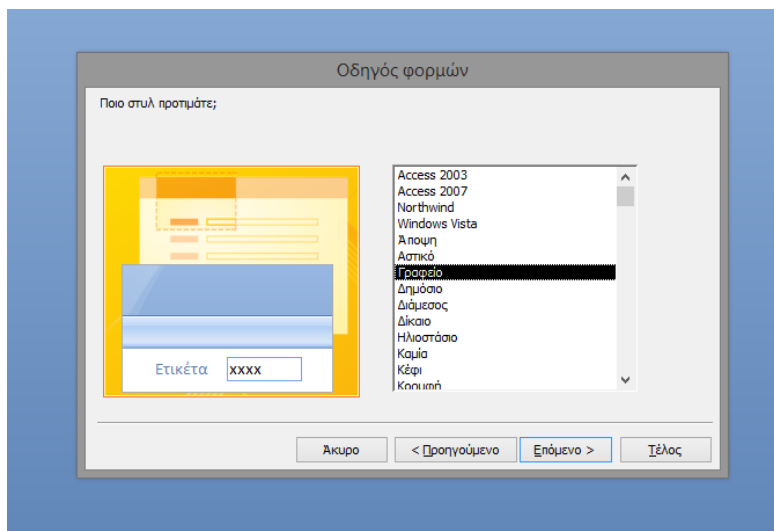 Οδηγός φορμών
Ποιο στυλ προτιμάτε;
Access 2003
Access 2007
Northwind
Windows Vista
Άποψη
Αστικό
Γραφείο
Δημόσιο
Διάμεσος
Δίκαιο
Ηλιοστάσιο
Καμία
Κέφι
Κορυφή
Ετικέτα xxxx
Άκυρο < Προηγούμενο Επόμενο > Τέλος